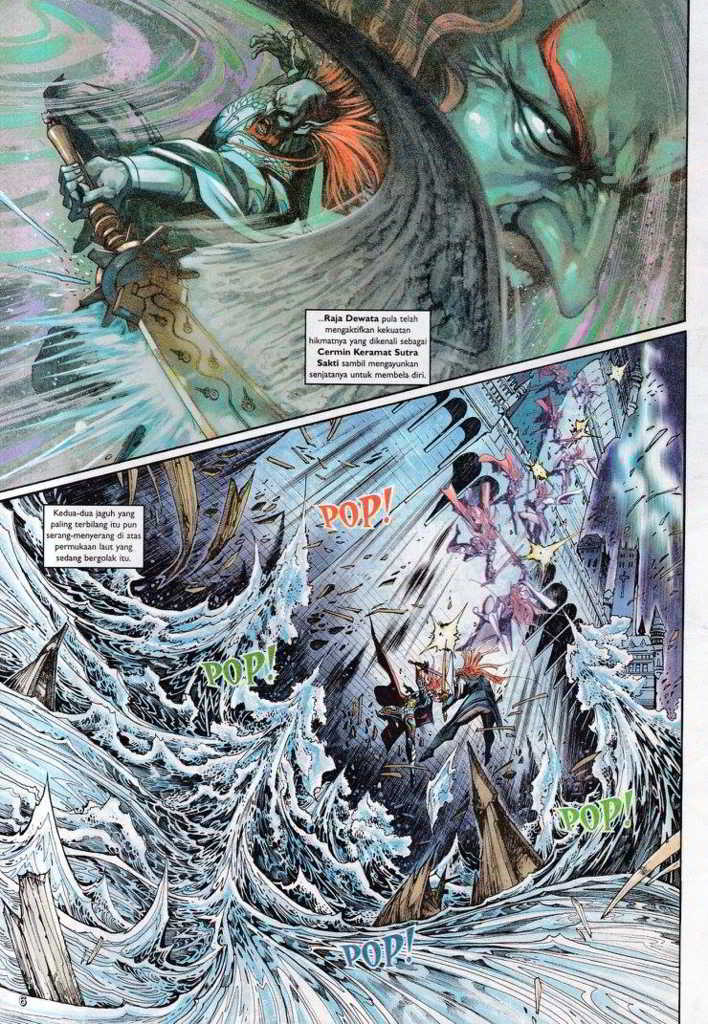 ...Raja Dewata pula telah
mengaktifkan kekuatan
hikmatnya yang dikenali sebagai
Cermin Keramat Sutra
Sakti sambil mengayunkan
senjatanya untuk membela diri.
Kedua-dua jaguh yang
paling terbilang itu pun
serang-menyerang di atas
permukaan laut yang
sedang bergolak itu.
POP!
POP!
POP!
POP!
6